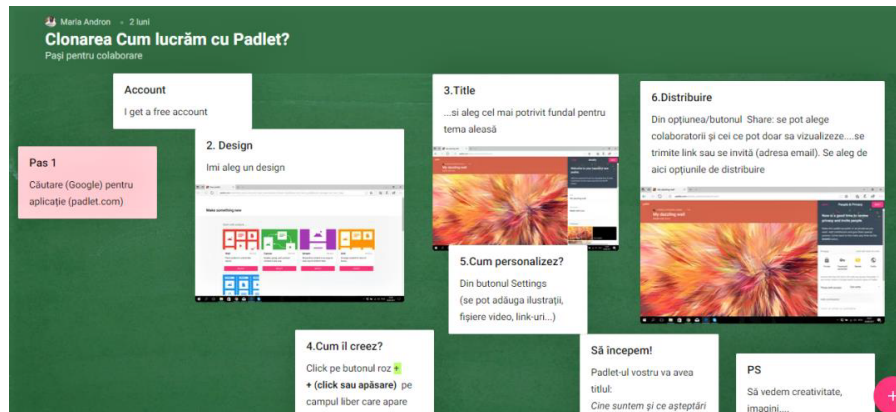 Maria Andron • 2 luni
Clonarea Cum lucrăm cu Padlet?
Pași pentru colaborare
Account
I get a free account
Pas 1
Căutare (Google) pentru
aplicație (padlet.com)
2. Design
Imi aleg un design
Make something new
3.Title
...si aleg cel mai potrivit fundal pentru
tema aleasă
5.Cum personalizez?
Din butonul Settings
(se pot adăuga ilustrații,
fișiere video, link-uri...)
4.Cum îl creez?
Click pe butonul roz +
+ (click sau apăsare) pe
campul liber care apare
6.Distribuire
Din opțiunea/butonul Share: se pot alege
colaboratorii și cei ce pot doar sa vizualizeze....se
trimite link sau se invită (adresa email). Se aleg de
aici opțiunile de distribuire
Să începem!
Padlet-ul vostru va avea
titlul:
Cine suntem și ce așteptări
PS
Să vedem creativitate,
imagini....
+